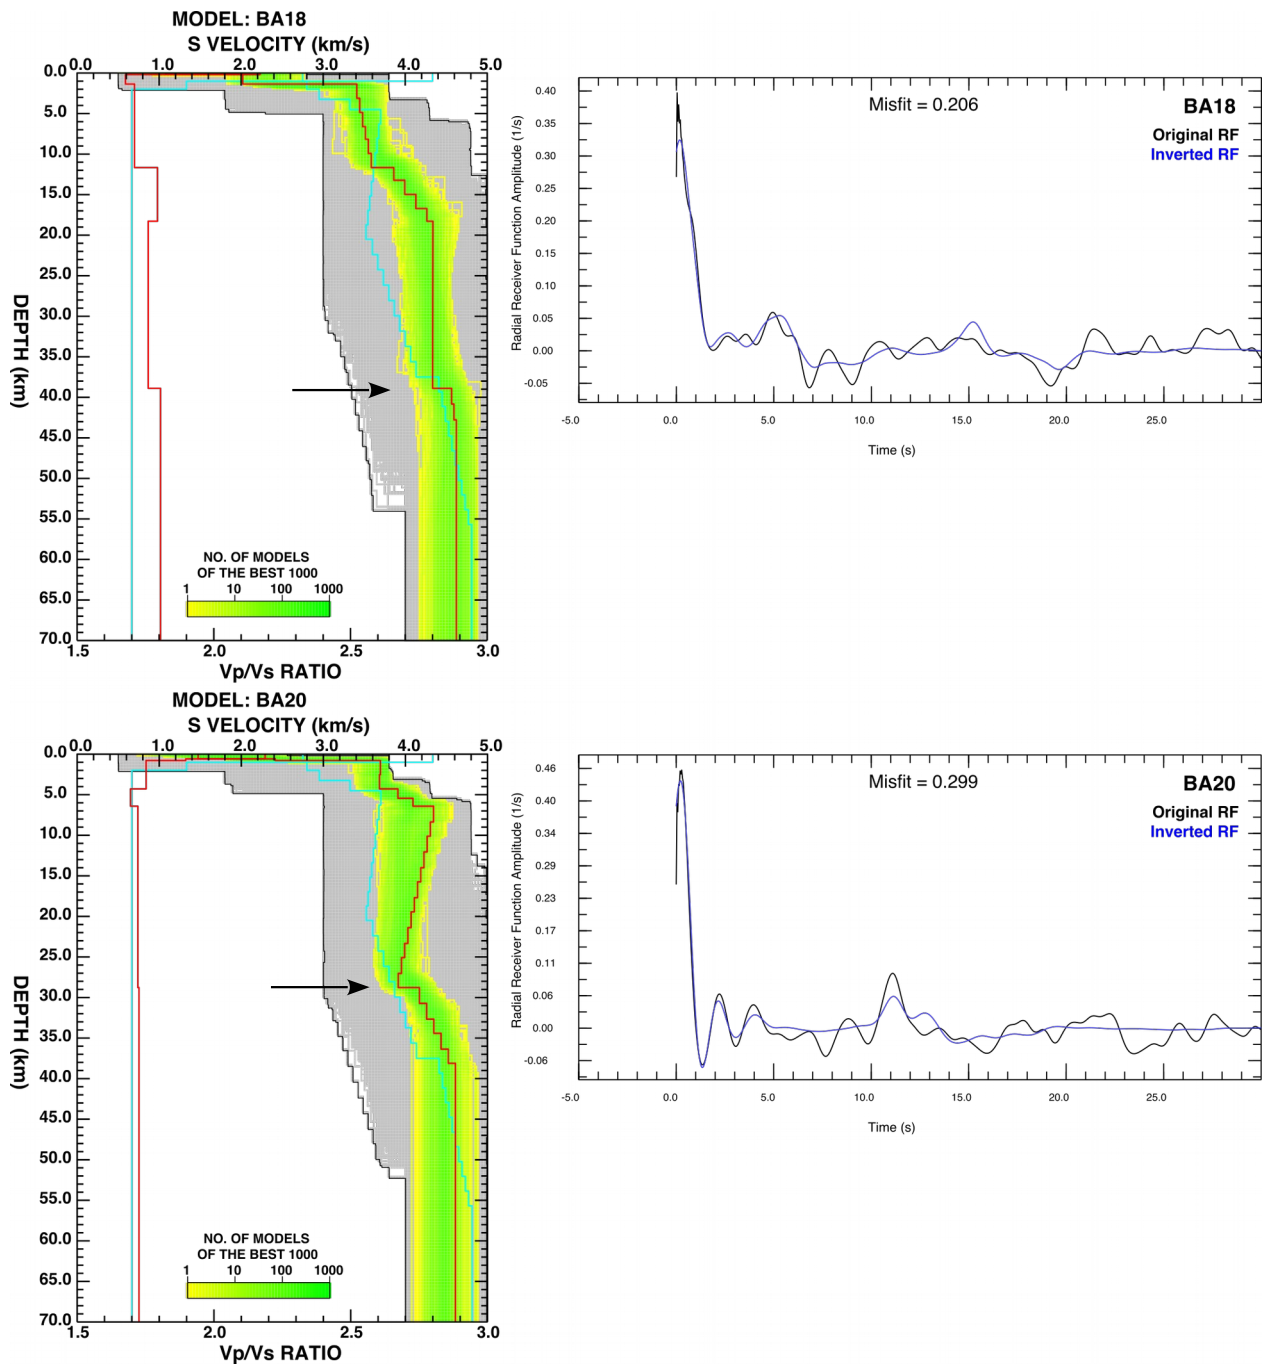 MODEL: BA18
S VELOCITY (km/s)
0.0 1.0 2.0 3.0 4.0 5.0
0.0
5.0
10.0
15.0
20.0
25.0
30.0
35.0
40.0
45.0
50.0
55.0
60.0
65.0
70.0
DEPTH (km)
NO. OF MODELS
OF THE BEST 1000
1 10 100 1000
1.5 2.0 2.5 3.0
Vp/Vs RATIO
Misfit = 0.206
BA18
Original RF
Inverted RF
Radial Receiver Function Amplitude (1/s)
0.40
0.35
0.30
0.25
0.20
0.15
0.10
0.05
0.00
-0.05
-5.0 0.0 5.0 10.0 15.0 20.0 25.0
Time (s)
MODEL: BA20
S VELOCITY (km/s)
0.0 1.0 2.0 3.0 4.0 5.0
0.0
5.0
10.0
15.0
20.0
25.0
30.0
35.0
40.0
45.0
50.0
55.0
60.0
65.0
70.0
DEPTH (km)
NO. OF MODELS
OF THE BEST 1000
1 10 100 1000
1.5 2.0 2.5 3.0
Vp/Vs RATIO
Misfit = 0.299
BA20
Original RF
Inverted RF
Radial Receiver Function Amplitude (1/s)
0.46
0.40
0.34
0.29
0.23
0.17
0.11
0.06
0.00
-0.06
-5.0 0.0 5.0 10.0 15.0 20.0 25.0
Time (s)